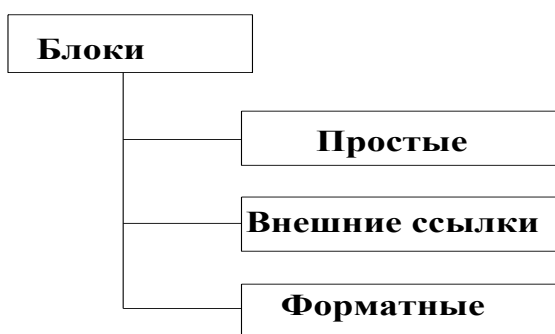 Блоки
Простые
Внешние ссылки
Форматные